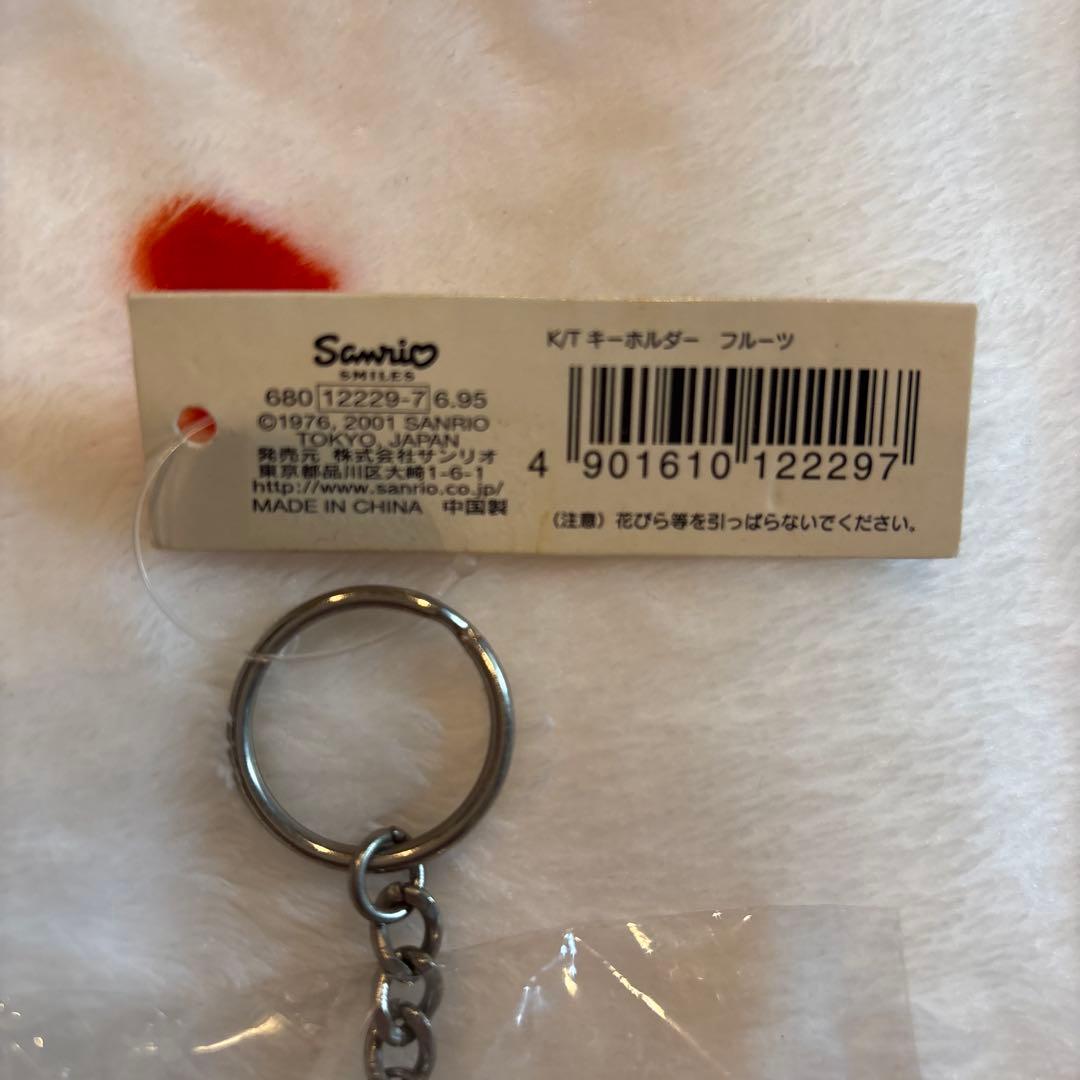 Sanrio
SMILES
680 12229-7 6.95
©1976, 2001 SANRIO
TOKYO, JAPAN
発売元 株式会社サンリオ
東京都品川区大崎1-6-1
http://www.sanrio.co.jp/
MADE IN CHINA 中国製
K/T キーホルダー フルーツ
4 901610 122297
(注意) 花びら等を引っぱらないでください。